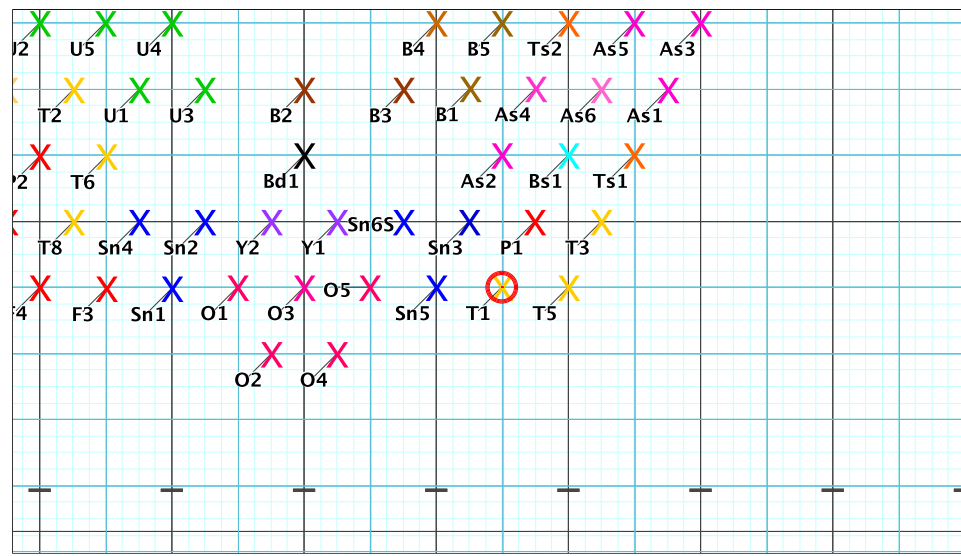 U2 U5 U4 B4 B5 Ts2 As5 As3
T2 U1 U3 B2 B3 B1 As4 As6 As1
P2 T6 Bd1 As2 Bs1 Ts1
T8 Sn4 Sn2 Y2 Y1 Sn6S Sn3 P1 T3
F4 F3 Sn1 O1 O3 O5 Sn5 T1 T5
O2 O4